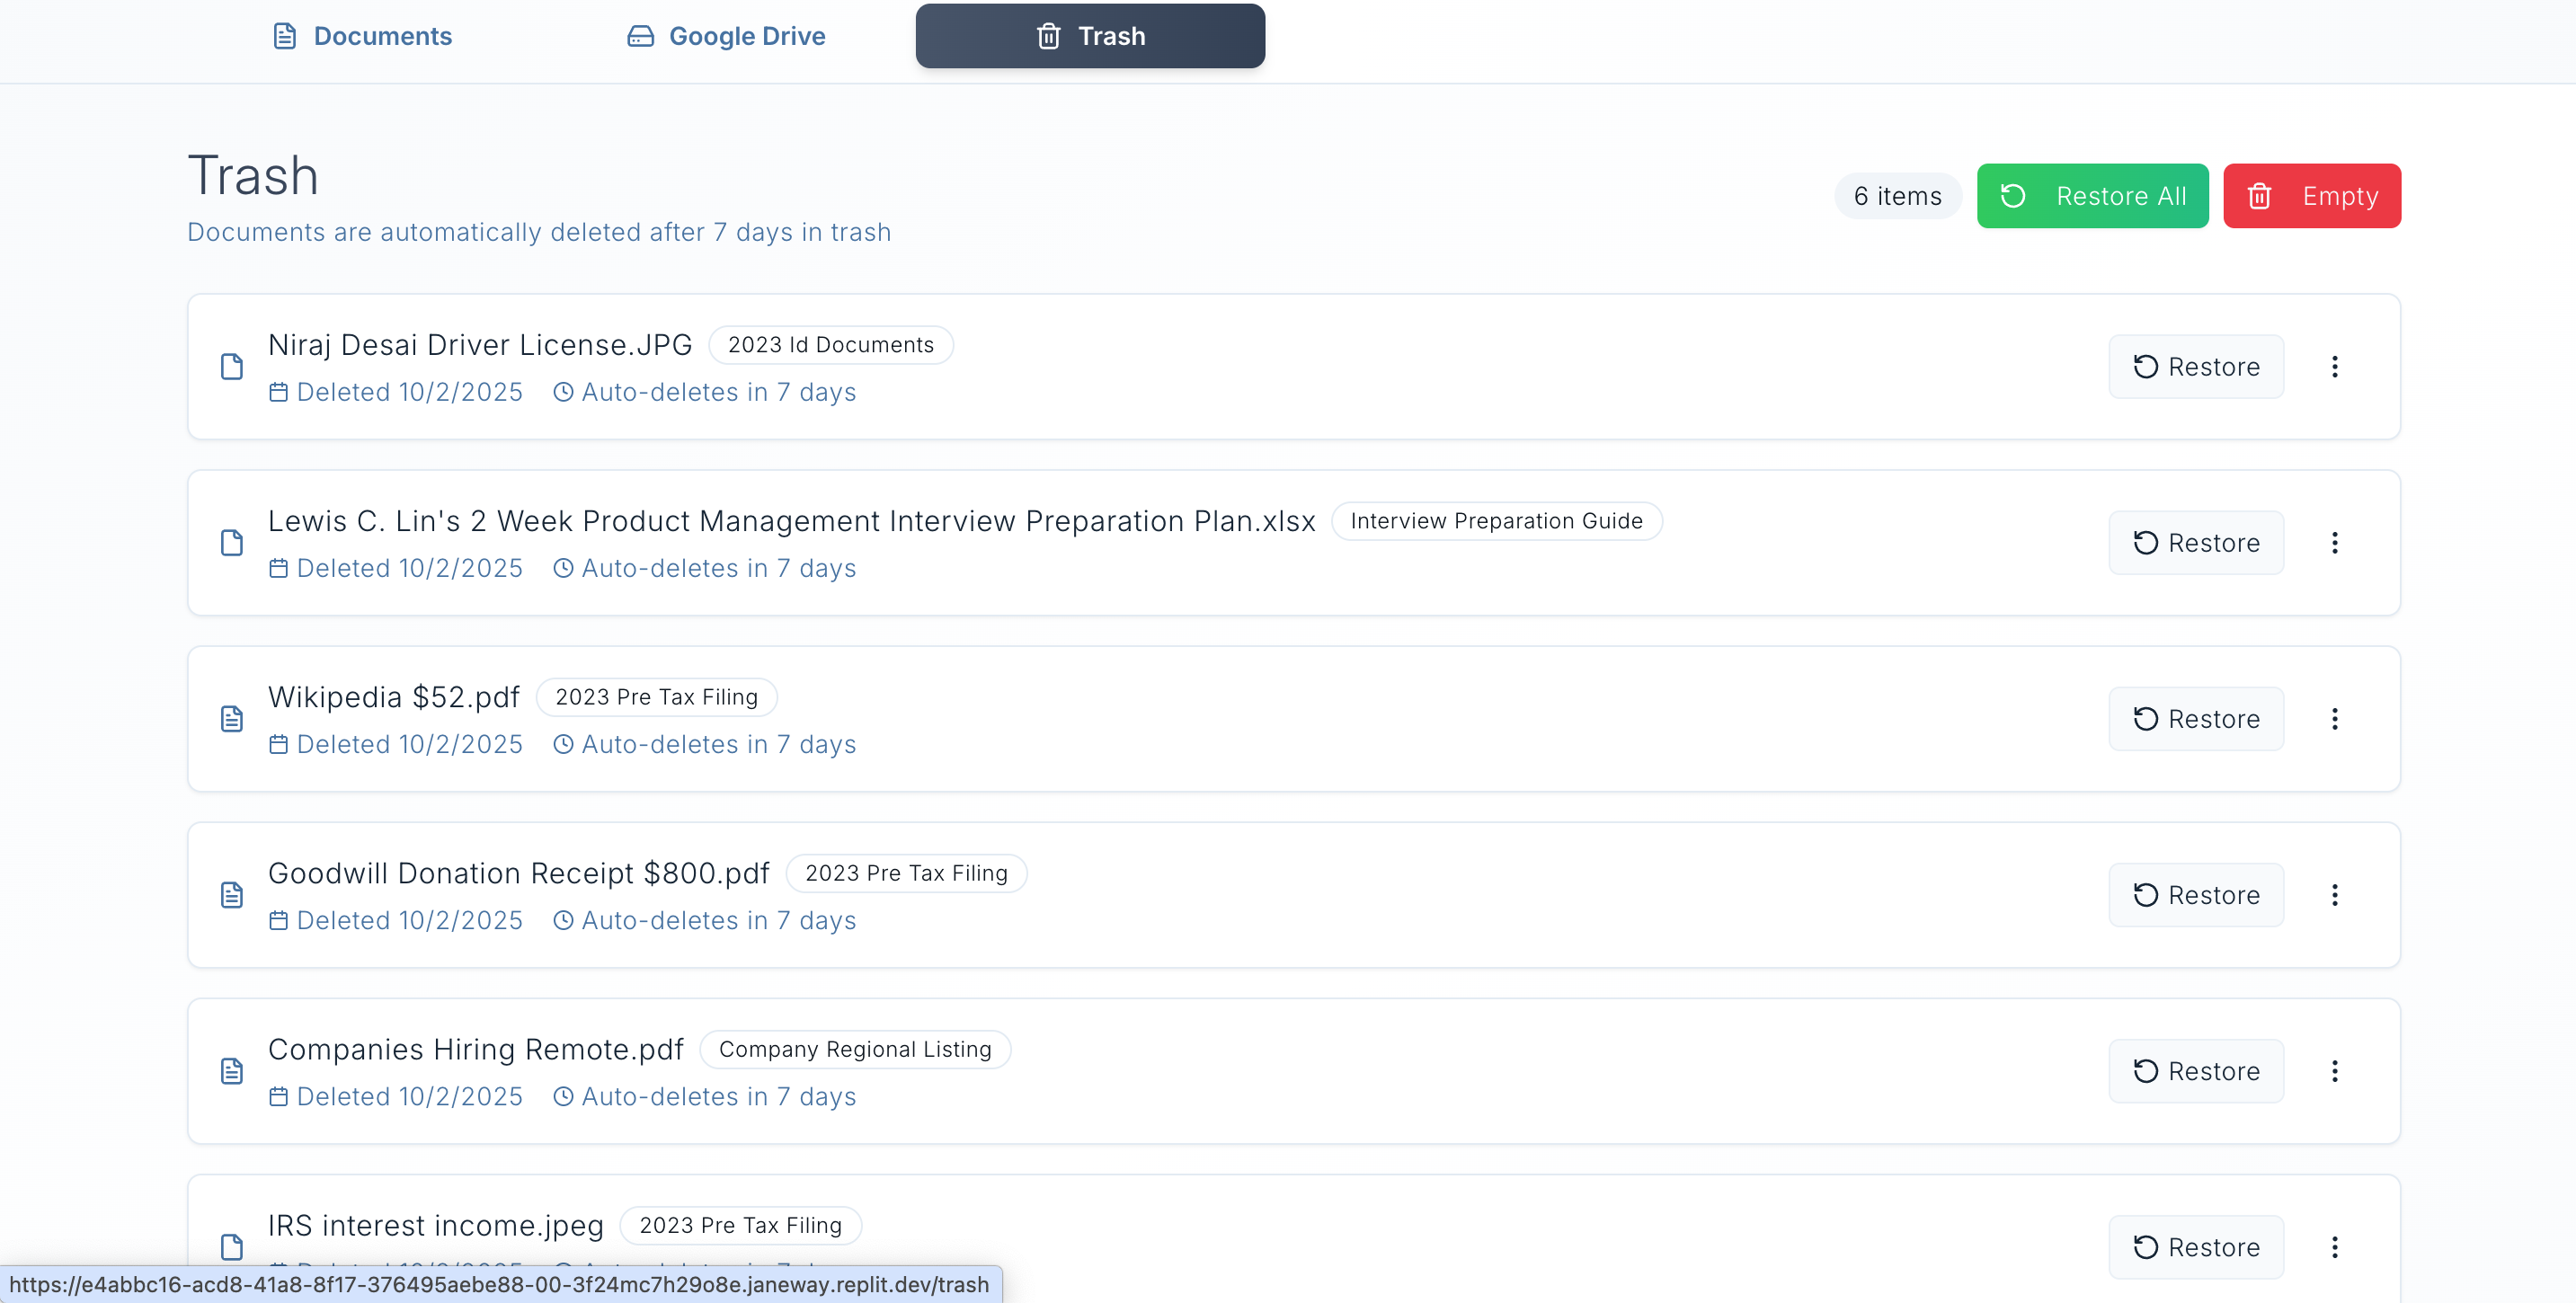 Documents
Google Drive
Trash
Trash
Documents are automatically deleted after 7 days in trash
6 items
Restore All
Empty
Niraj Desai Driver License.JPG
2023 Id Documents
Deleted 10/2/2025
Auto-deletes in 7 days
Restore
Lewis C. Lin's 2 Week Product Management Interview Preparation Plan.xlsx
Interview Preparation Guide
Deleted 10/2/2025
Auto-deletes in 7 days
Restore
Wikipedia $52.pdf
2023 Pre Tax Filing
Deleted 10/2/2025
Auto-deletes in 7 days
Restore
Goodwill Donation Receipt $800.pdf
2023 Pre Tax Filing
Deleted 10/2/2025
Auto-deletes in 7 days
Restore
Companies Hiring Remote.pdf
Company Regional Listing
Deleted 10/2/2025
Auto-deletes in 7 days
Restore
IRS interest income.jpeg
2023 Pre Tax Filing
Restore
https://e4abbc16-acd8-41a8-8f17-376495aebe88-00-3f24mc7h29o8e.janeway.replit.dev/trash